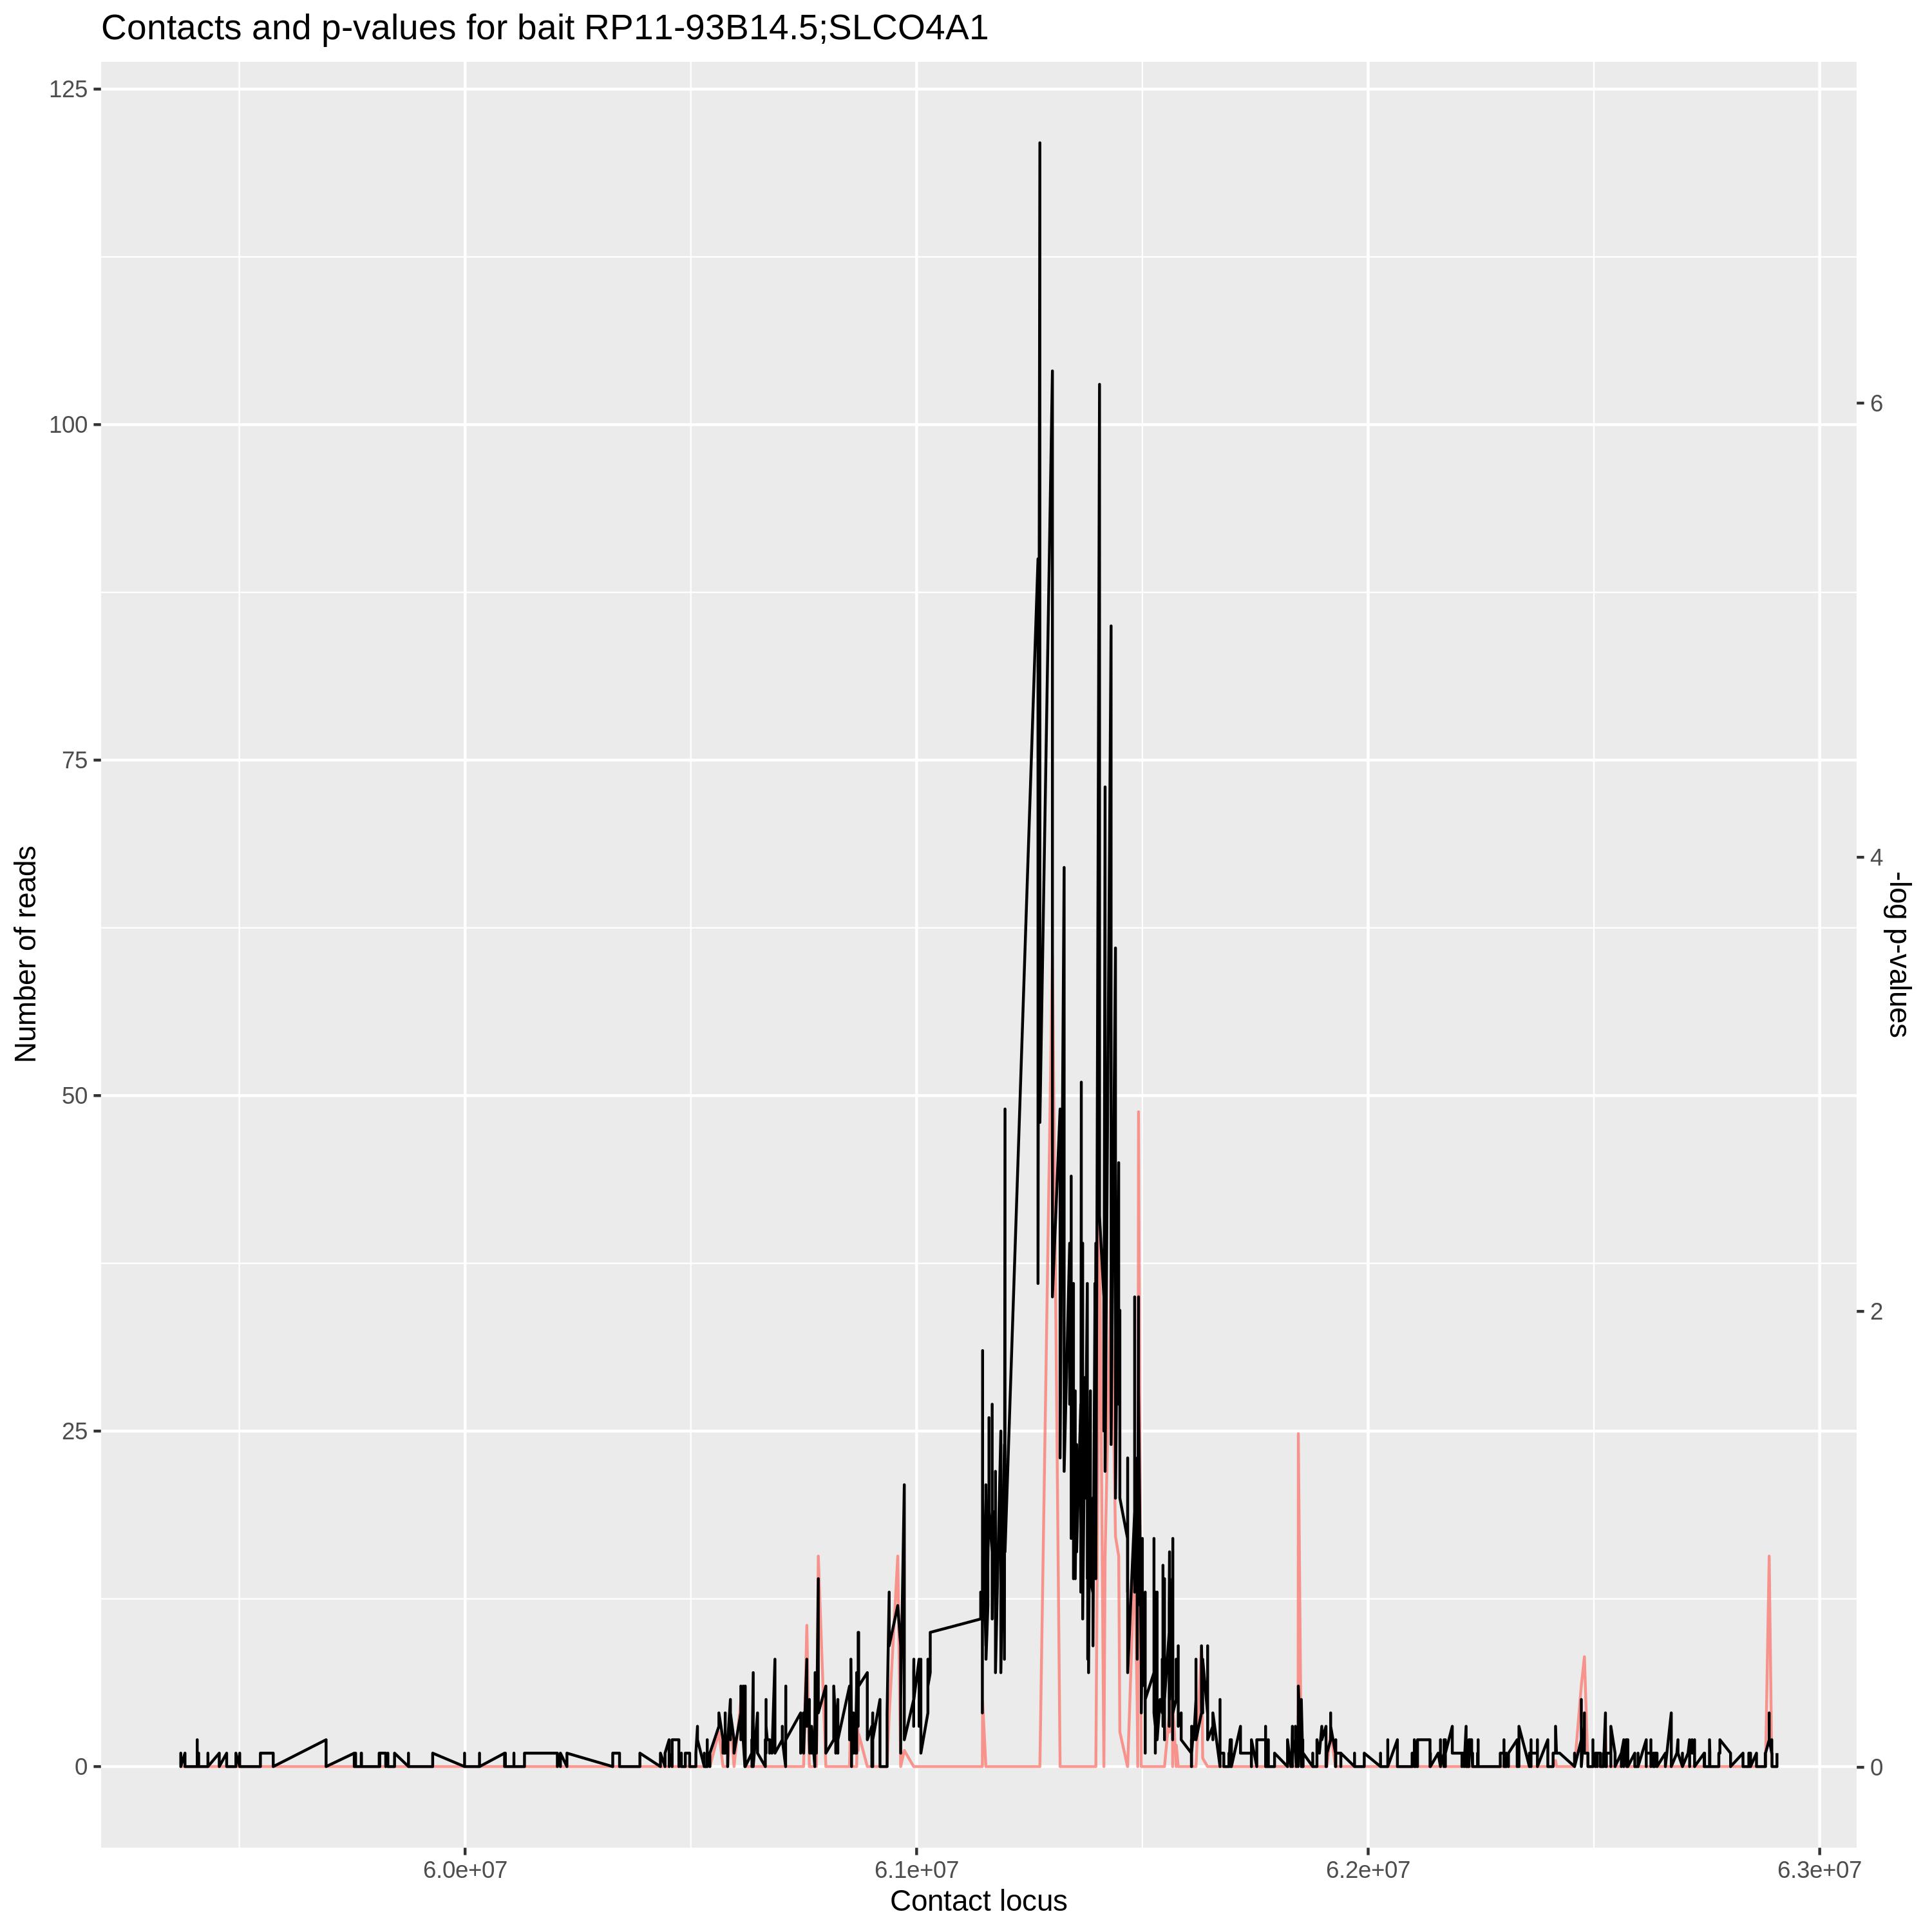 Contacts and p-values for bait RP11-93B14.5;SLCO4A1
125
100
75
50
25
0
Number of reads
6
4
2
0
-log p-values
6.0e+07
6.1e+07
6.2e+07
6.3e+07
Contact locus